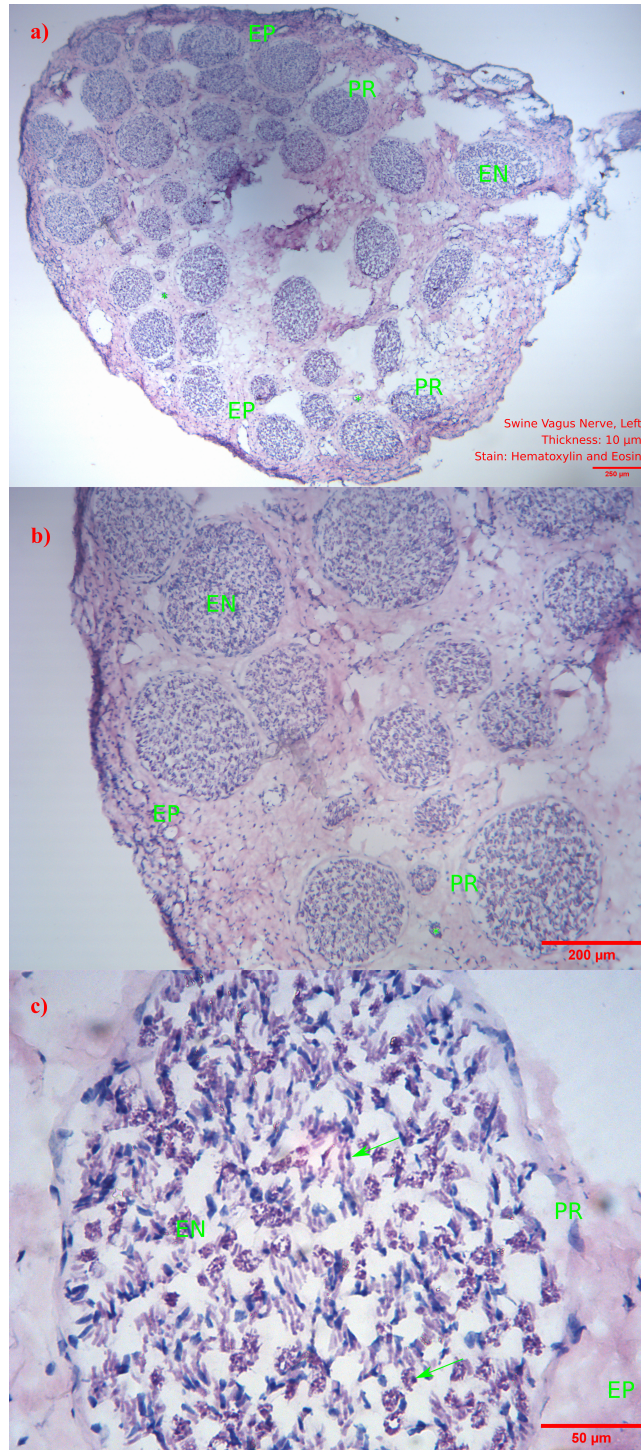 a)
EP
PR
EN
PR
EP
Swine Vagus Nerve, Left
Thickness: 10 μm
Stain: Hematoxylin and Eosin
250 μm
b)
EN
EP
PR
200 μm
c)
EN
PR
EP
50 μm